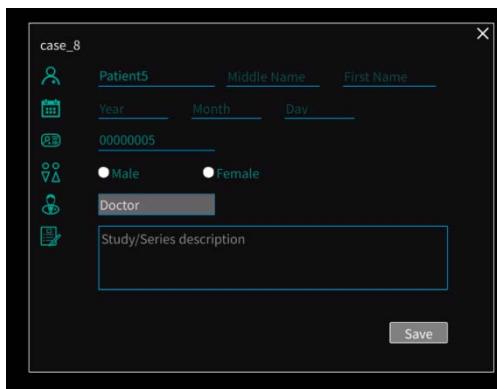 case_8
Patient5 Middle Name First Name
Year Month Day
00000005
Male Female
Doctor
Study/Series description
Save